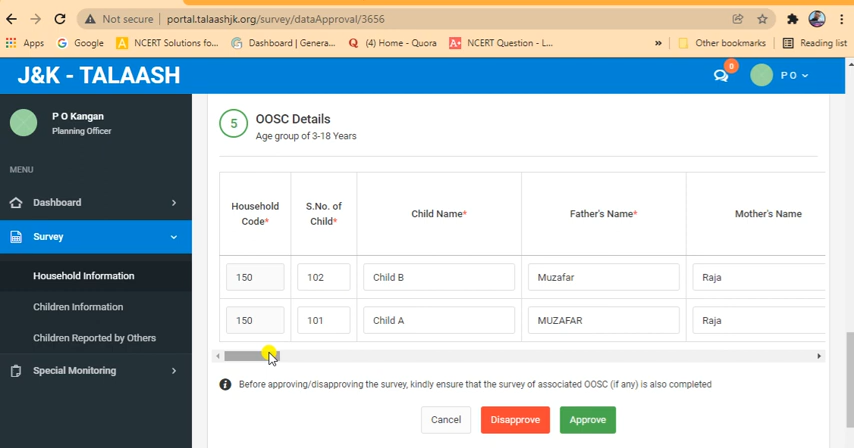 Not secure | portal.talaashjk.org/survey/dataApproval/3656
Apps Google NCERT Solutions fo... Dashboard | Genera... (4) Home - Quora NCERT Question - L... » Other bookmarks Reading list
J&K - TALAASH 0 P O
P O Kangan
Planning Officer
MENU
Dashboard
Survey
Household Information
Children Information
Children Reported by Others
Special Monitoring
5 OOSC Details
Age group of 3-18 Years
Household Code* S.No. of Child* Child Name* Father's Name* Mother's Name
150 102 Child B Muzafar Raja
150 101 Child A MUZAFAR Raja
Before approving/disapproving the survey, kindly ensure that the survey of associated OOSC (if any) is also completed
Cancel Disapprove Approve